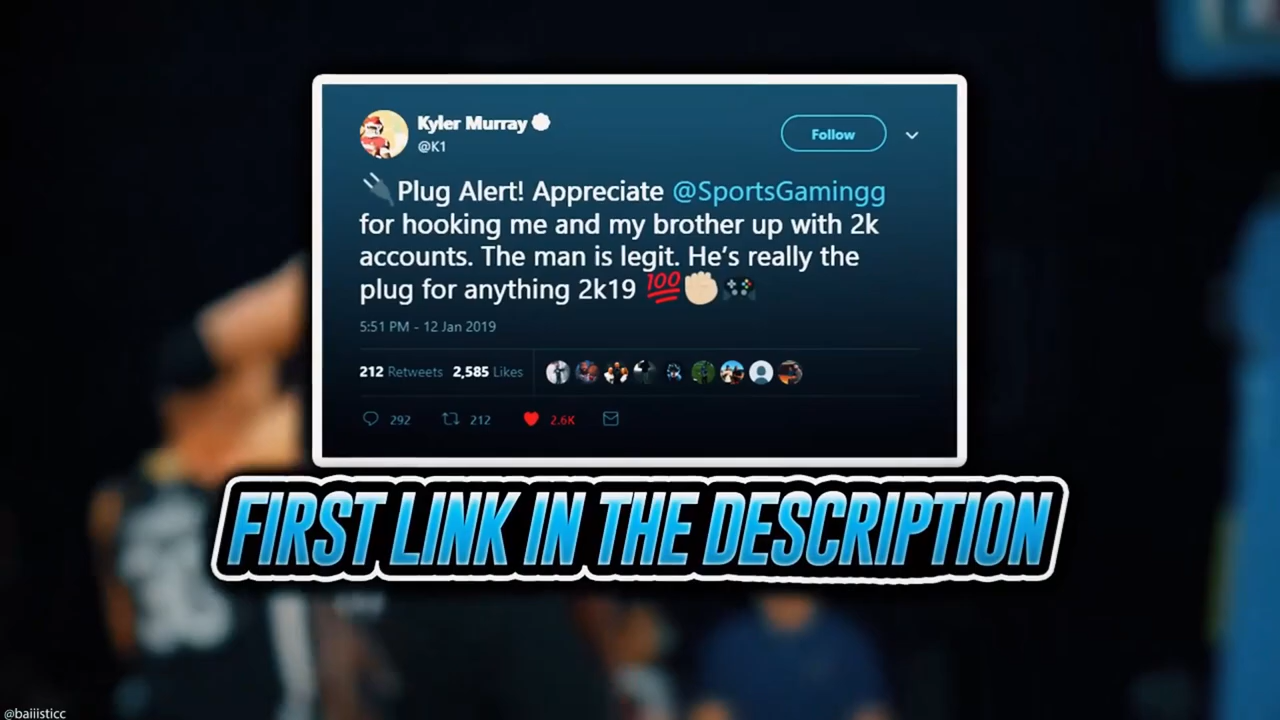 Kyler Murray
@K1
Follow
🔌Plug Alert! Appreciate @SportsGamingg
for hooking me and my brother up with 2k
accounts. The man is legit. He’s really the
plug for anything 2k19 💯✊🏼🎮
5:51 PM - 12 Jan 2019
212 Retweets 2,585 Likes
292 212 2.6K
FIRST LINK IN THE DESCRIPTION
@baiiisticc